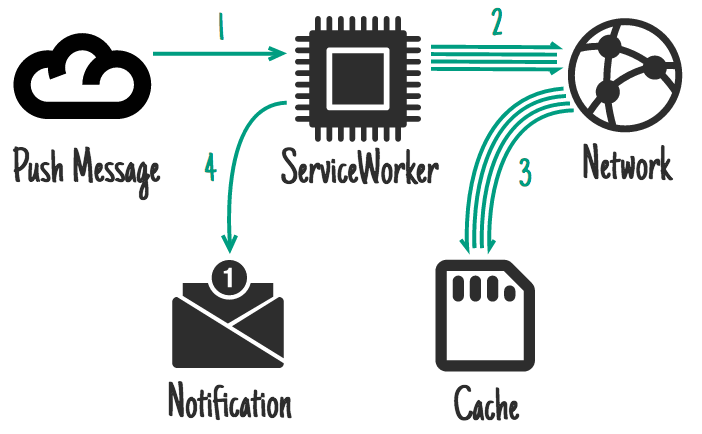 1
2
Push Message
ServiceWorker
Network
4
3
1
Notification
Cache